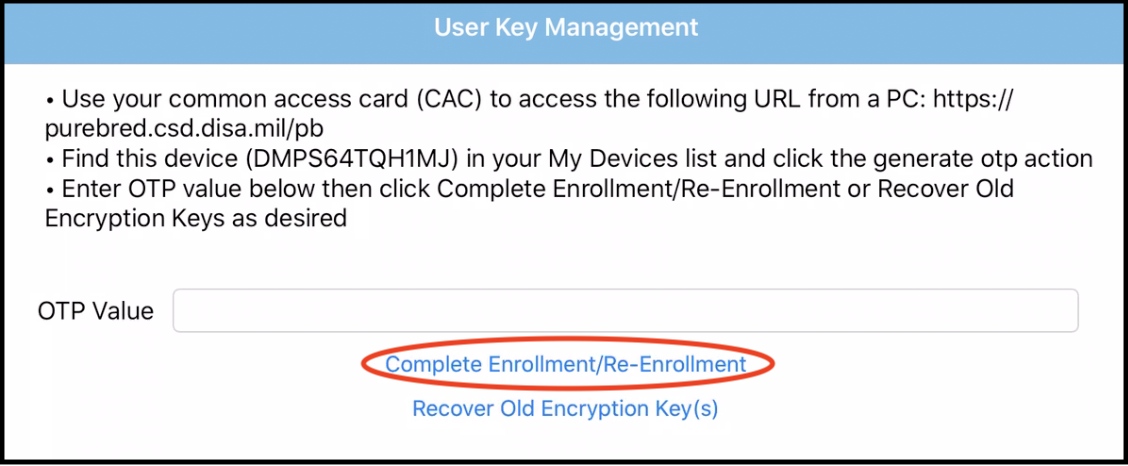 User Key Management
• Use your common access card (CAC) to access the following URL from a PC: https://
purebred.csd.disa.mil/pb
• Find this device (DMPS64TQH1MJ) in your My Devices list and click the generate otp action
• Enter OTP value below then click Complete Enrollment/Re-Enrollment or Recover Old
Encryption Keys as desired
OTP Value
Complete Enrollment/Re-Enrollment
Recover Old Encryption Key(s)